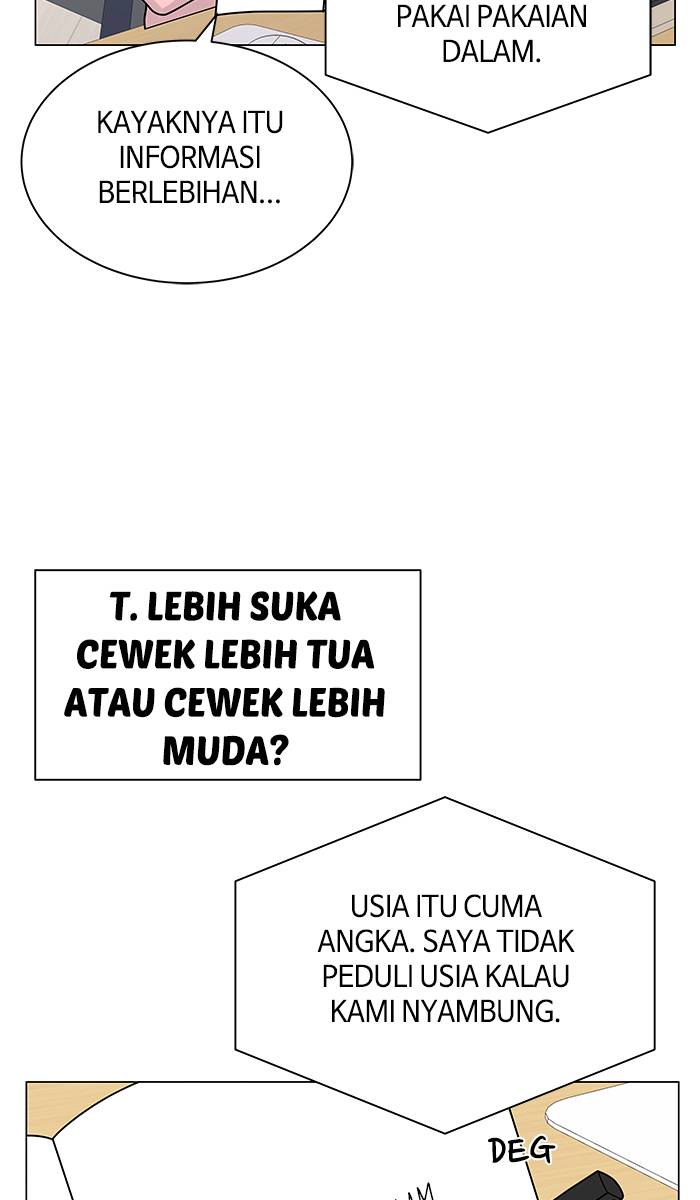 PAKAI PAKAIAN
DALAM.
KAYAKNYA ITU
INFORMASI
BERLEBIHAN...
T. LEBIH SUKA
CEWEK LEBIH TUA
ATAU CEWEK LEBIH
MUDA?
USIA ITU CUMA
ANGKA. SAYA TIDAK
PEDULI USIA KALAU
KAMI NYAMBUNG.
DEG